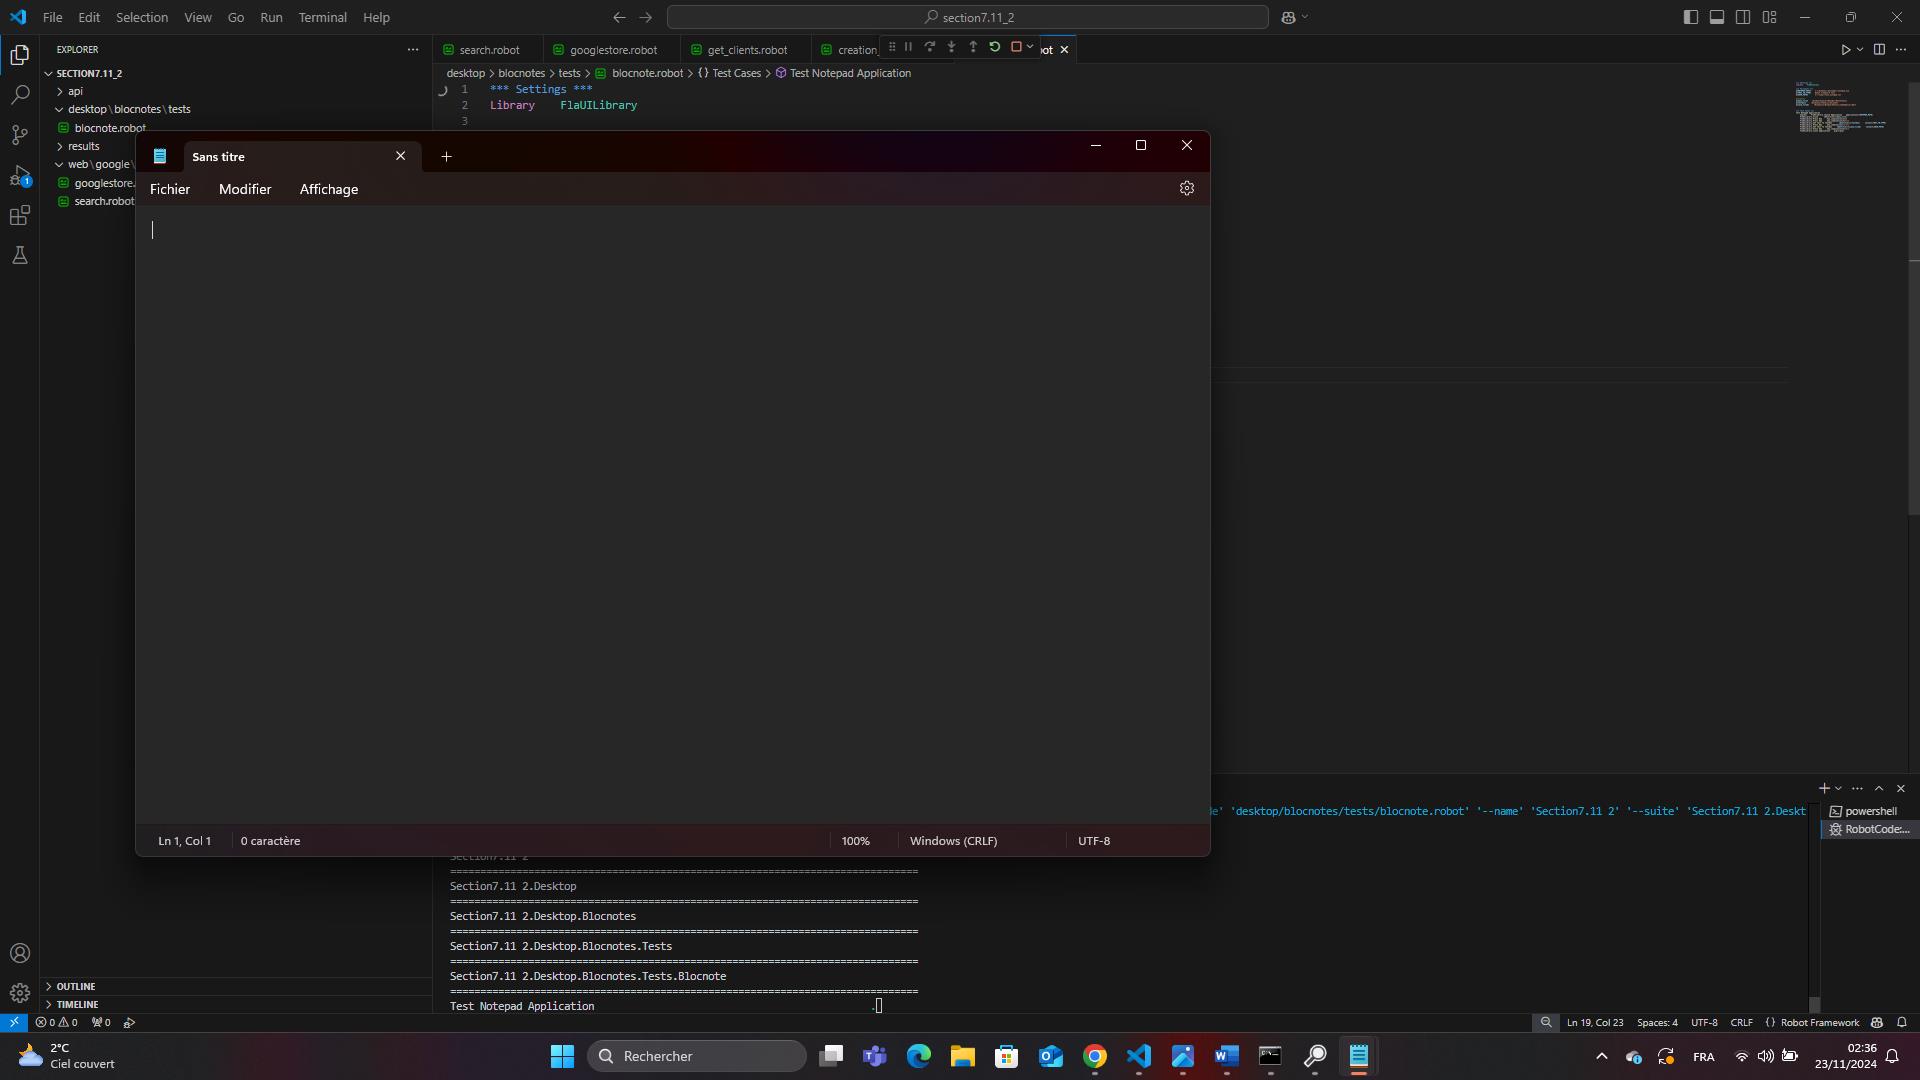 File Edit Selection View Go Run Terminal Help
section7.11_2
EXPLORER
search.robot googlestore.robot get_clients.robot creation_ bot
SECTION7.11_2
desktop > blocnotes > tests > blocnote.robot > {} Test Cases > Test Notepad Application
api
1 *** Settings ***
desktop\blocnotes\tests
2 Library FlaUILibrary
blocnote.robot
3
results
web\google\
googlestore.
search.robot
1
Sans titre
Fichier Modifier Affichage
Ln 1, Col 1 0 caractère 100% Windows (CRLF) UTF-8
e' 'desktop/blocnotes/tests/blocnote.robot' '--name' 'Section7.11 2' '--suite' 'Section7.11 2.Deskt
powershell
RobotCode:...
Section7.11 2
==============================================================================
Section7.11 2.Desktop
==============================================================================
Section7.11 2.Desktop.Blocnotes
==============================================================================
Section7.11 2.Desktop.Blocnotes.Tests
==============================================================================
Section7.11 2.Desktop.Blocnotes.Tests.Blocnote
==============================================================================
Test Notepad Application .
OUTLINE
TIMELINE
0 0 0 Ln 19, Col 23 Spaces: 4 UTF-8 CRLF {} Robot Framework
2°C
Ciel couvert
Rechercher
FRA
02:36
23/11/2024